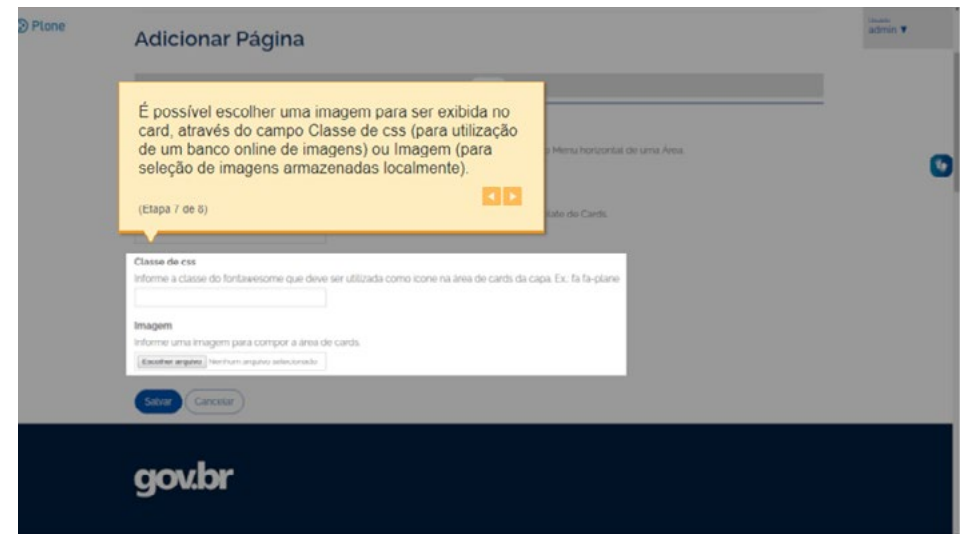 Plone
Usuário
admin ▼
Adicionar Página
É possível escolher uma imagem para ser exibida no
card, através do campo Classe de css (para utilização
de um banco online de imagens) ou Imagem (para
seleção de imagens armazenadas localmente).
Menu horizontal de uma Área.
(Etapa 7 de 8)
de Cards.
Classe de css
Informe a classe do fontawesome que deve ser utilizada como ícone na área de cards da capa. Ex.: fa fa-plane
Imagem
Informe uma imagem para compor a área de cards.
Escolher arquivo Nenhum arquivo selecionado
Salvar Cancelar
gov.br